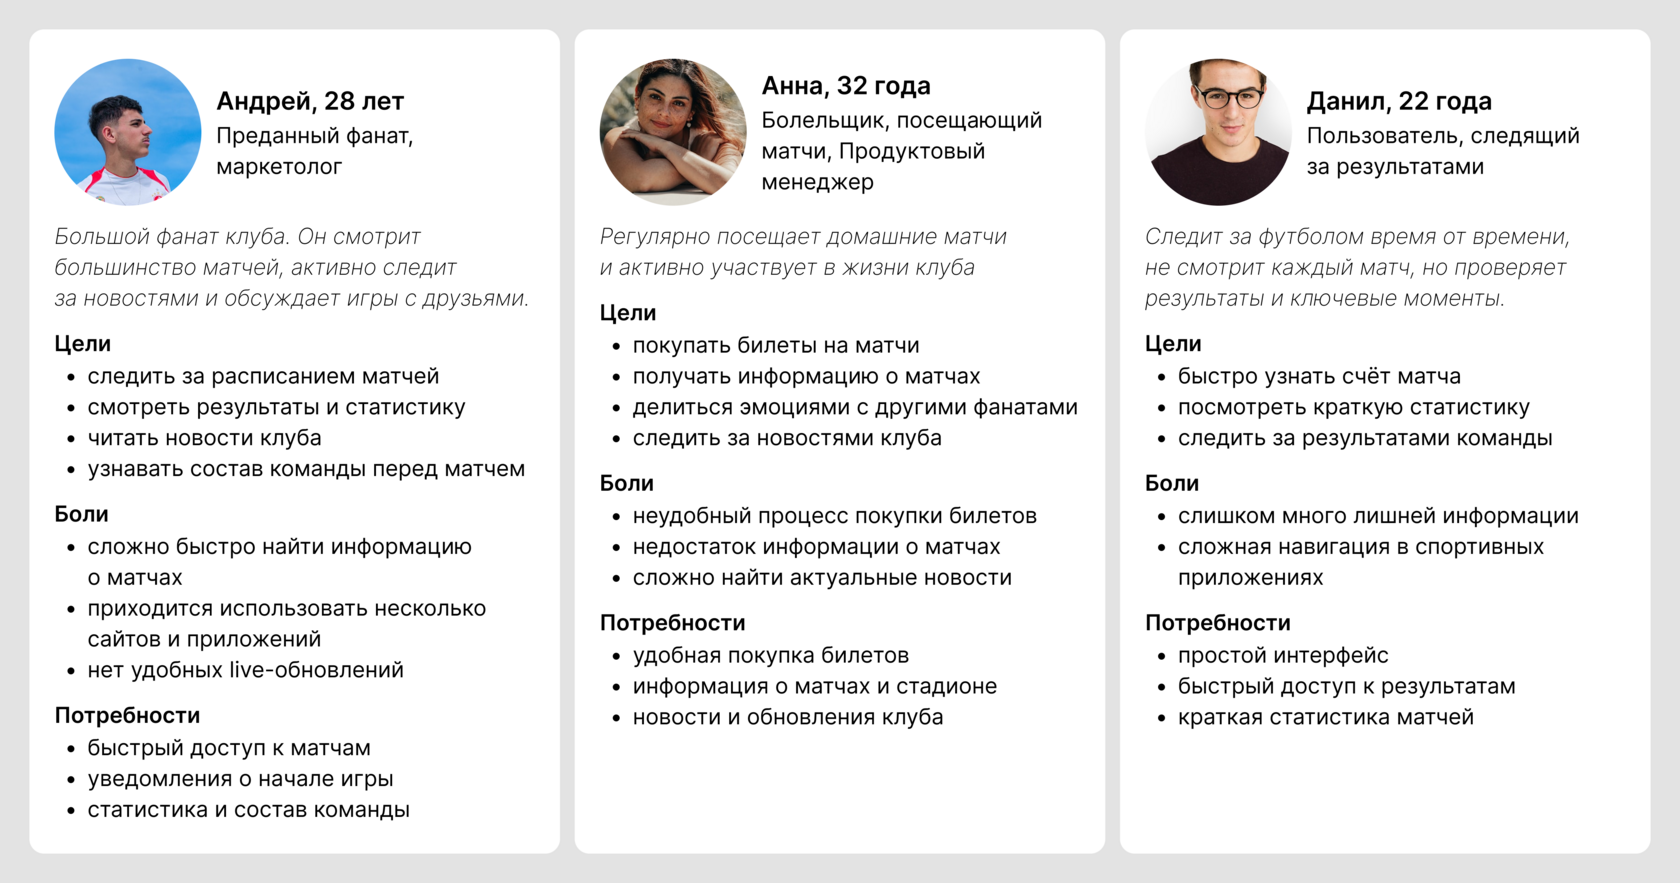 Андрей, 28 лет
Преданный фанат,
маркетолог
Большой фанат клуба. Он смотрит
большинство матчей, активно следит
за новостями и обсуждает игры с друзьями.
Цели
• следить за расписанием матчей
• смотреть результаты и статистику
• читать новости клуба
• узнавать состав команды перед матчем
Боли
• сложно быстро найти информацию
о матчах
• приходится использовать несколько
сайтов и приложений
• нет удобных live-обновлений
Потребности
• быстрый доступ к матчам
• уведомления о начале игры
• статистика и состав команды
Анна, 32 года
Болельщик, посещающий
матчи, Продуктовый
менеджер
Регулярно посещает домашние матчи
и активно участвует в жизни клуба
Цели
• покупать билеты на матчи
• получать информацию о матчах
• делиться эмоциями с другими фанатами
• следить за новостями клуба
Боли
• неудобный процесс покупки билетов
• недостаток информации о матчах
• сложно найти актуальные новости
Потребности
• удобная покупка билетов
• информация о матчах и стадионе
• новости и обновления клуба
Данил, 22 года
Пользователь, следящий
за результатами
Следит за футболом время от времени,
не смотрит каждый матч, но проверяет
результаты и ключевые моменты.
Цели
• быстро узнать счёт матча
• посмотреть краткую статистику
• следить за результатами команды
Боли
• слишком много лишней информации
• сложная навигация в спортивных
приложениях
Потребности
• простой интерфейс
• быстрый доступ к результатам
• краткая статистика матчей